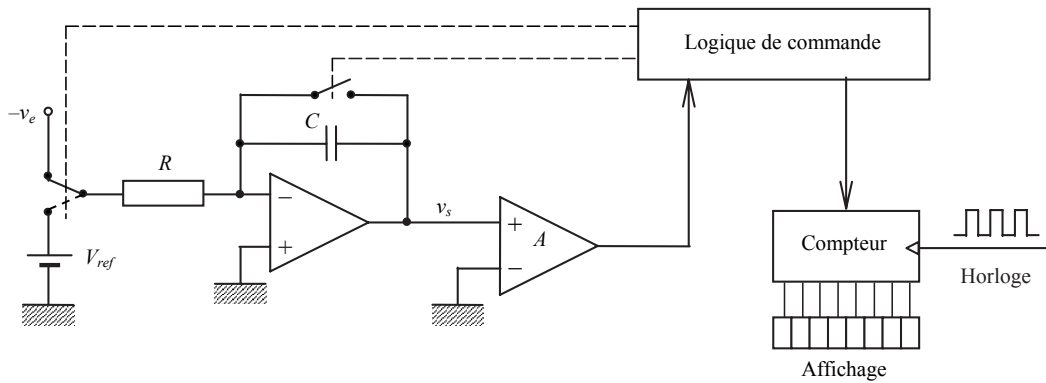 Logique de commande
–v_e
C
R
–
+
v_s
+
A
–
V_ref
Compteur
Horloge
Affichage